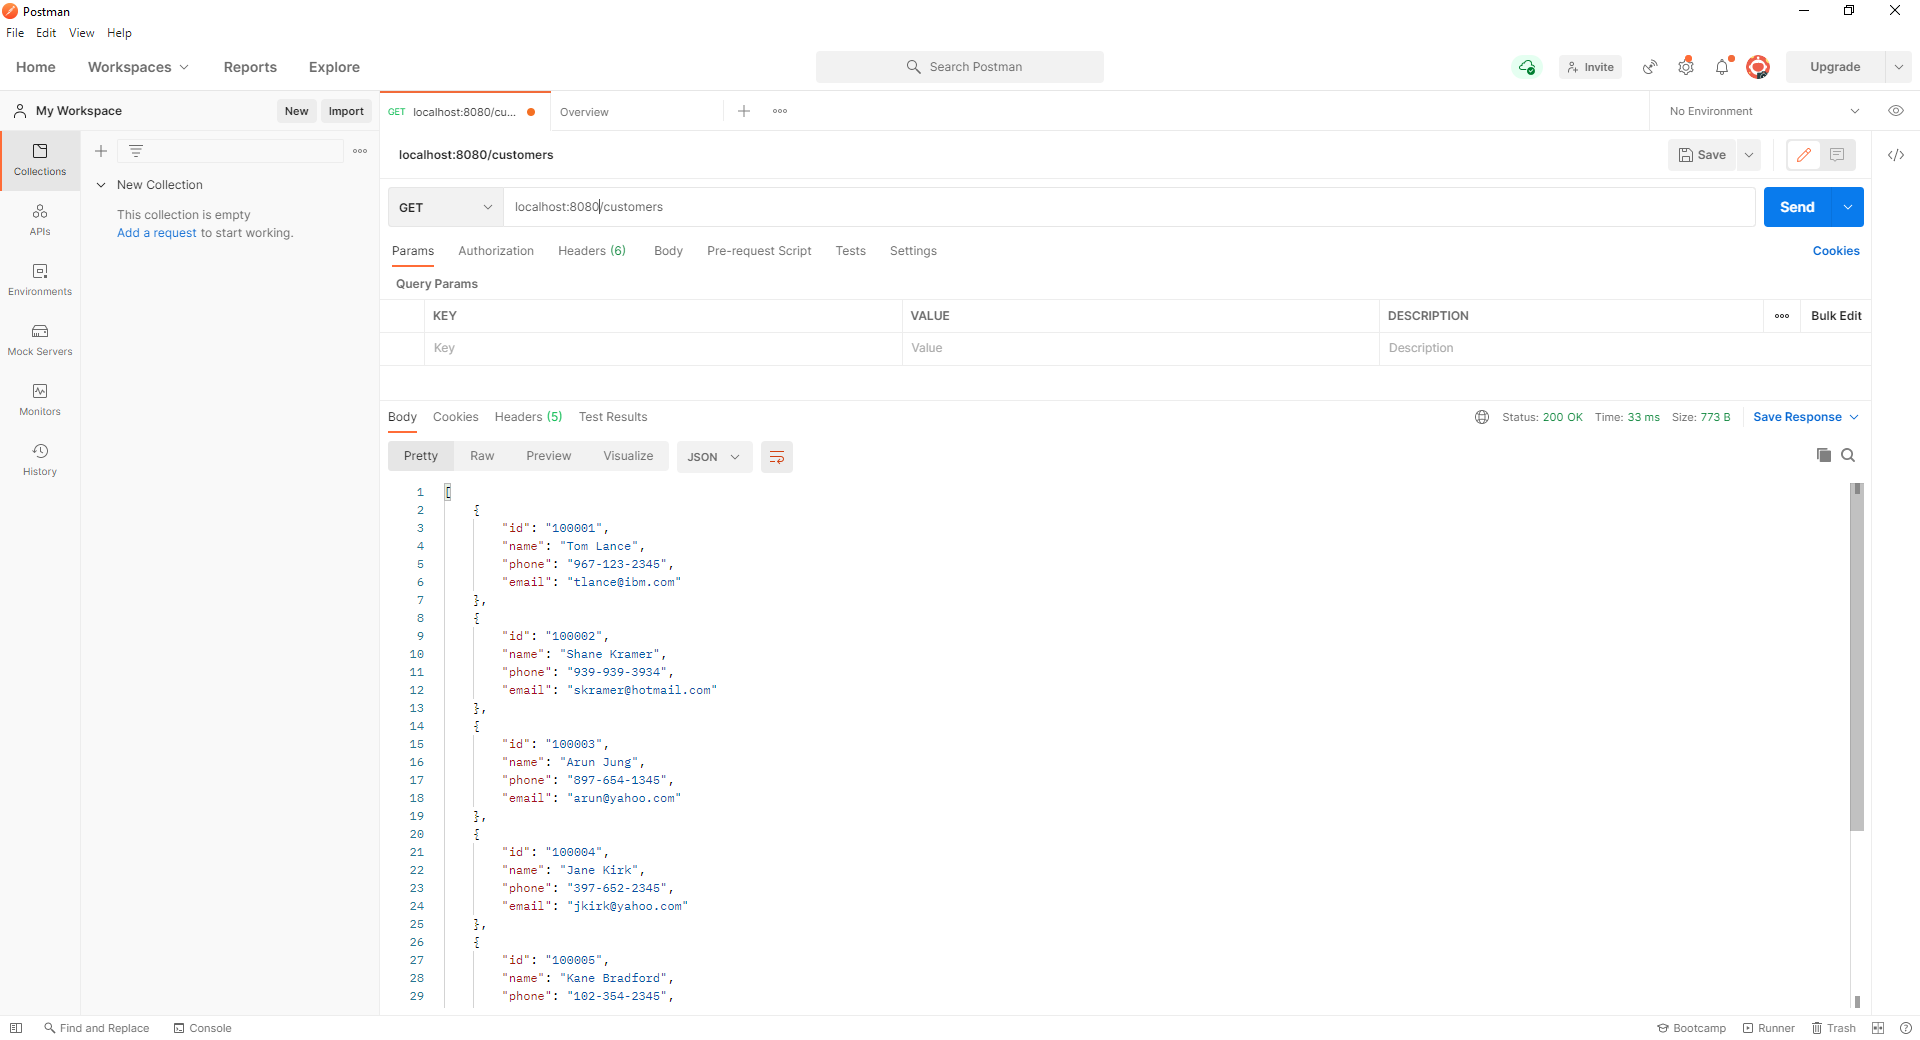 Postman
File Edit View Help
Home Workspaces Reports Explore Search Postman Invite Upgrade
My Workspace New Import
GET localhost:8080/cu... Overview No Environment
localhost:8080/customers Save
Collections
New Collection
This collection is empty
Add a request to start working.
APIs
Environments
Mock Servers
Monitors
History
GET localhost:8080/customers Send
Params Authorization Headers (6) Body Pre-request Script Tests Settings Cookies
Query Params
KEY VALUE DESCRIPTION Bulk Edit
Key Value Description
Body Cookies Headers (5) Test Results Status: 200 OK Time: 33 ms Size: 773 B Save Response
Pretty Raw Preview Visualize JSON
1 [
2 {
3 "id": "100001",
4 "name": "Tom Lance",
5 "phone": "967-123-2345",
6 "email": "tlance@ibm.com"
7 },
8 {
9 "id": "100002",
10 "name": "Shane Kramer",
11 "phone": "939-939-3934",
12 "email": "skramer@hotmail.com"
13 },
14 {
15 "id": "100003",
16 "name": "Arun Jung",
17 "phone": "897-654-1345",
18 "email": "arun@yahoo.com"
19 },
20 {
21 "id": "100004",
22 "name": "Jane Kirk",
23 "phone": "397-652-2345",
24 "email": "jkirk@yahoo.com"
25 },
26 {
27 "id": "100005",
28 "name": "Kane Bradford",
29 "phone": "102-354-2345",
Find and Replace Console Bootcamp Runner Trash